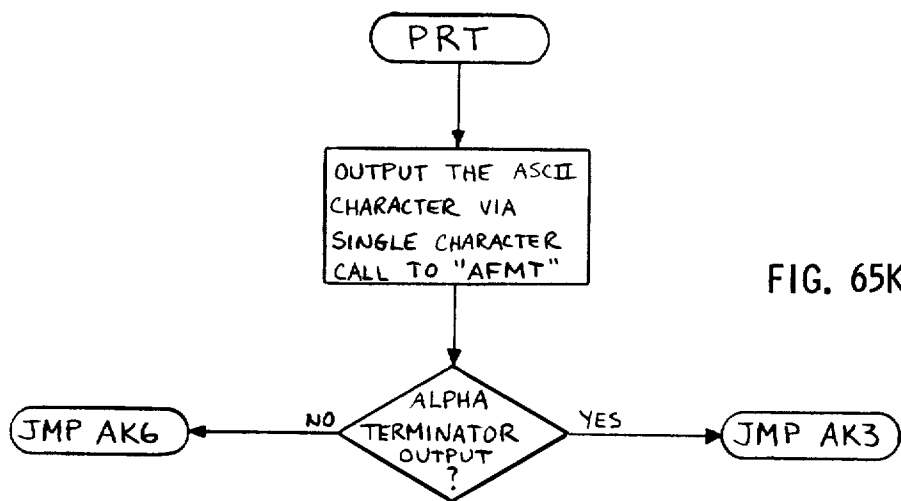 PRT
OUTPUT THE ASCII
CHARACTER VIA
SINGLE CHARACTER
CALL TO "AFMT"
FIG. 65K
ALPHA
TERMINATOR
OUTPUT
?
NO
YES
JMP AK6
JMP AK3